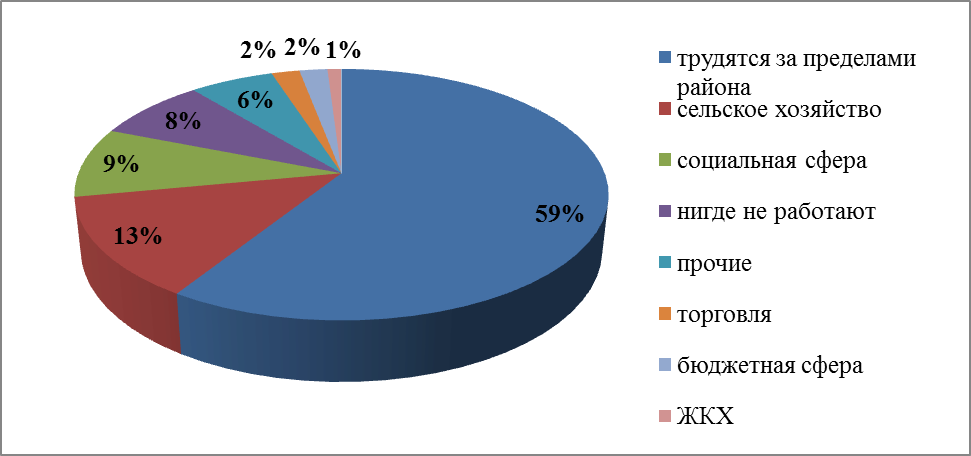 2% 2% 1%
6%
8%
9%
13%
59%
трудятся за пределами
района
сельское хозяйство
социальная сфера
нигде не работают
прочие
торговля
бюджетная сфера
ЖКХ